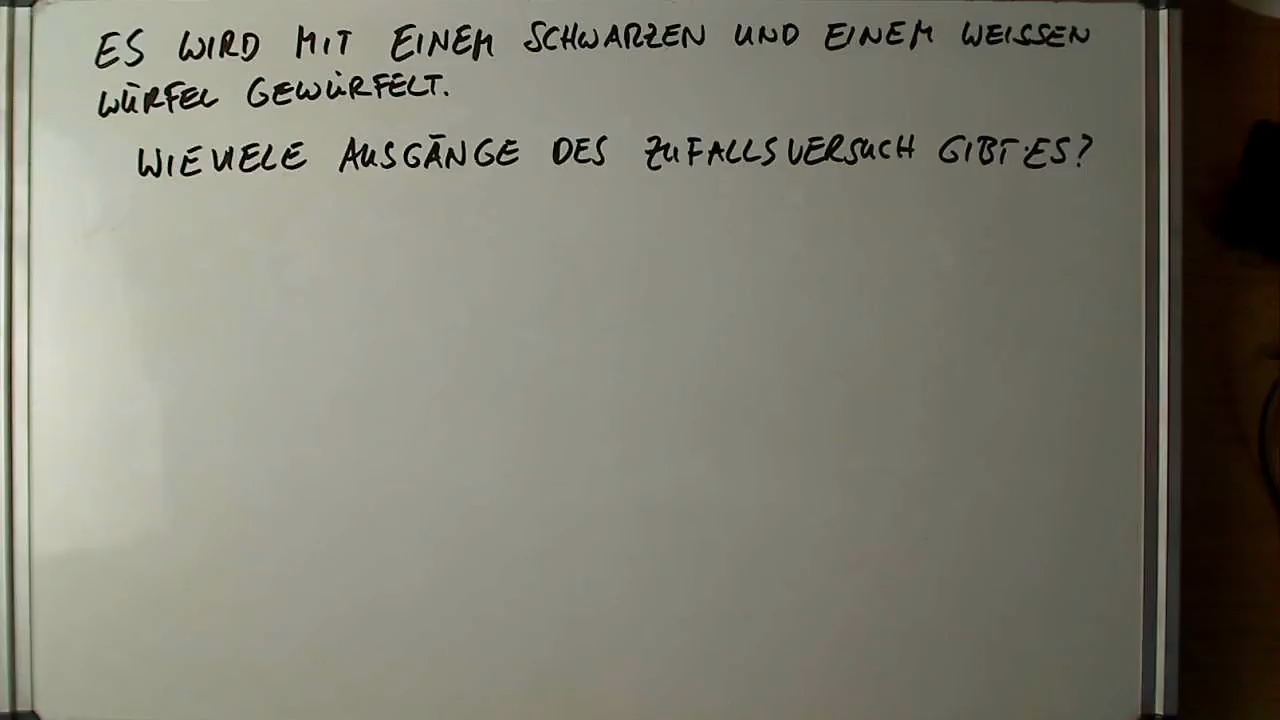 ES WIRD MIT EINEM SCHWARZEN UND EINEM WEISSEN
WÜRFEL GEWÜRFELT.
WIEVIELE AUSGÄNGE DES ZUFALLSVERSUCH GIBT ES?